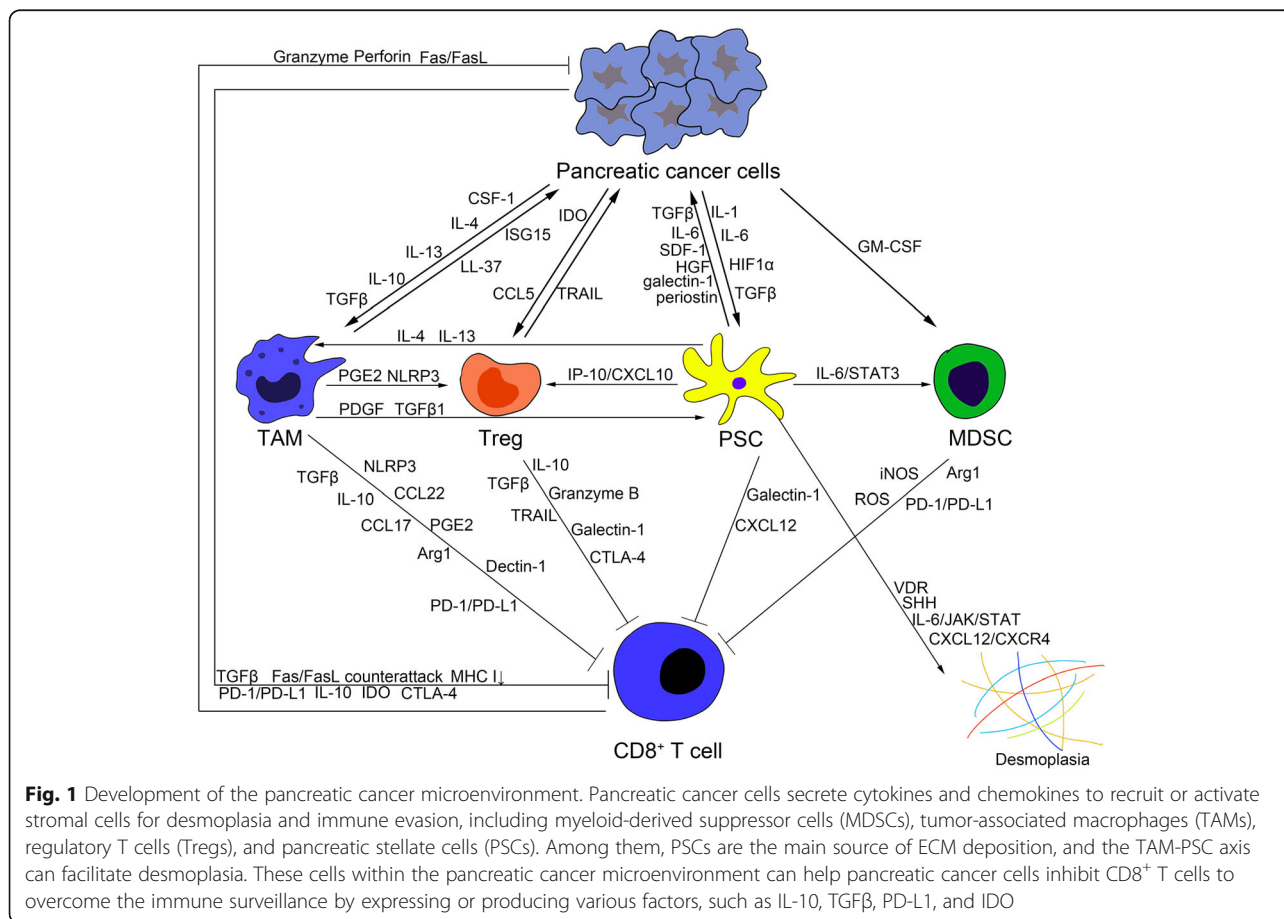 Granzyme Perforin Fas/FasL
Pancreatic cancer cells
CSF-1
IL-4
IL-13
IL-10
TGFβ
ISG15
LL-37
IDO
CCL5
TRAIL
TGFβ
IL-6
SDF-1
HGF
galectin-1
periostin
IL-1
IL-6
HIF1α
TGFβ
GM-CSF
IL-4 IL-13
PGE2 NLRP3
IP-10/CXCL10
IL-6/STAT3
PDGF TGFβ1
TAM
Treg
PSC
MDSC
TGFβ
NLRP3
IL-10
CCL22
CCL17
PGE2
Arg1
Dectin-1
PD-1/PD-L1
IL-10
TGFβ
Granzyme B
TRAIL
Galectin-1
CTLA-4
Galectin-1
CXCL12
iNOS
Arg1
ROS
PD-1/PD-L1
VDR
SHH
IL-6/JAK/STAT
CXCL12/CXCR4
TGFβ Fas/FasL counterattack MHC I↓
PD-1/PD-L1 IL-10 IDO CTLA-4
CD8⁺ T cell
Desmoplasia
Fig. 1 Development of the pancreatic cancer microenvironment. Pancreatic cancer cells secrete cytokines and chemokines to recruit or activate
stromal cells for desmoplasia and immune evasion, including myeloid-derived suppressor cells (MDSCs), tumor-associated macrophages (TAMs),
regulatory T cells (Tregs), and pancreatic stellate cells (PSCs). Among them, PSCs are the main source of ECM deposition, and the TAM-PSC axis
can facilitate desmoplasia. These cells within the pancreatic cancer microenvironment can help pancreatic cancer cells inhibit CD8⁺ T cells to
overcome the immune surveillance by expressing or producing various factors, such as IL-10, TGFβ, PD-L1, and IDO